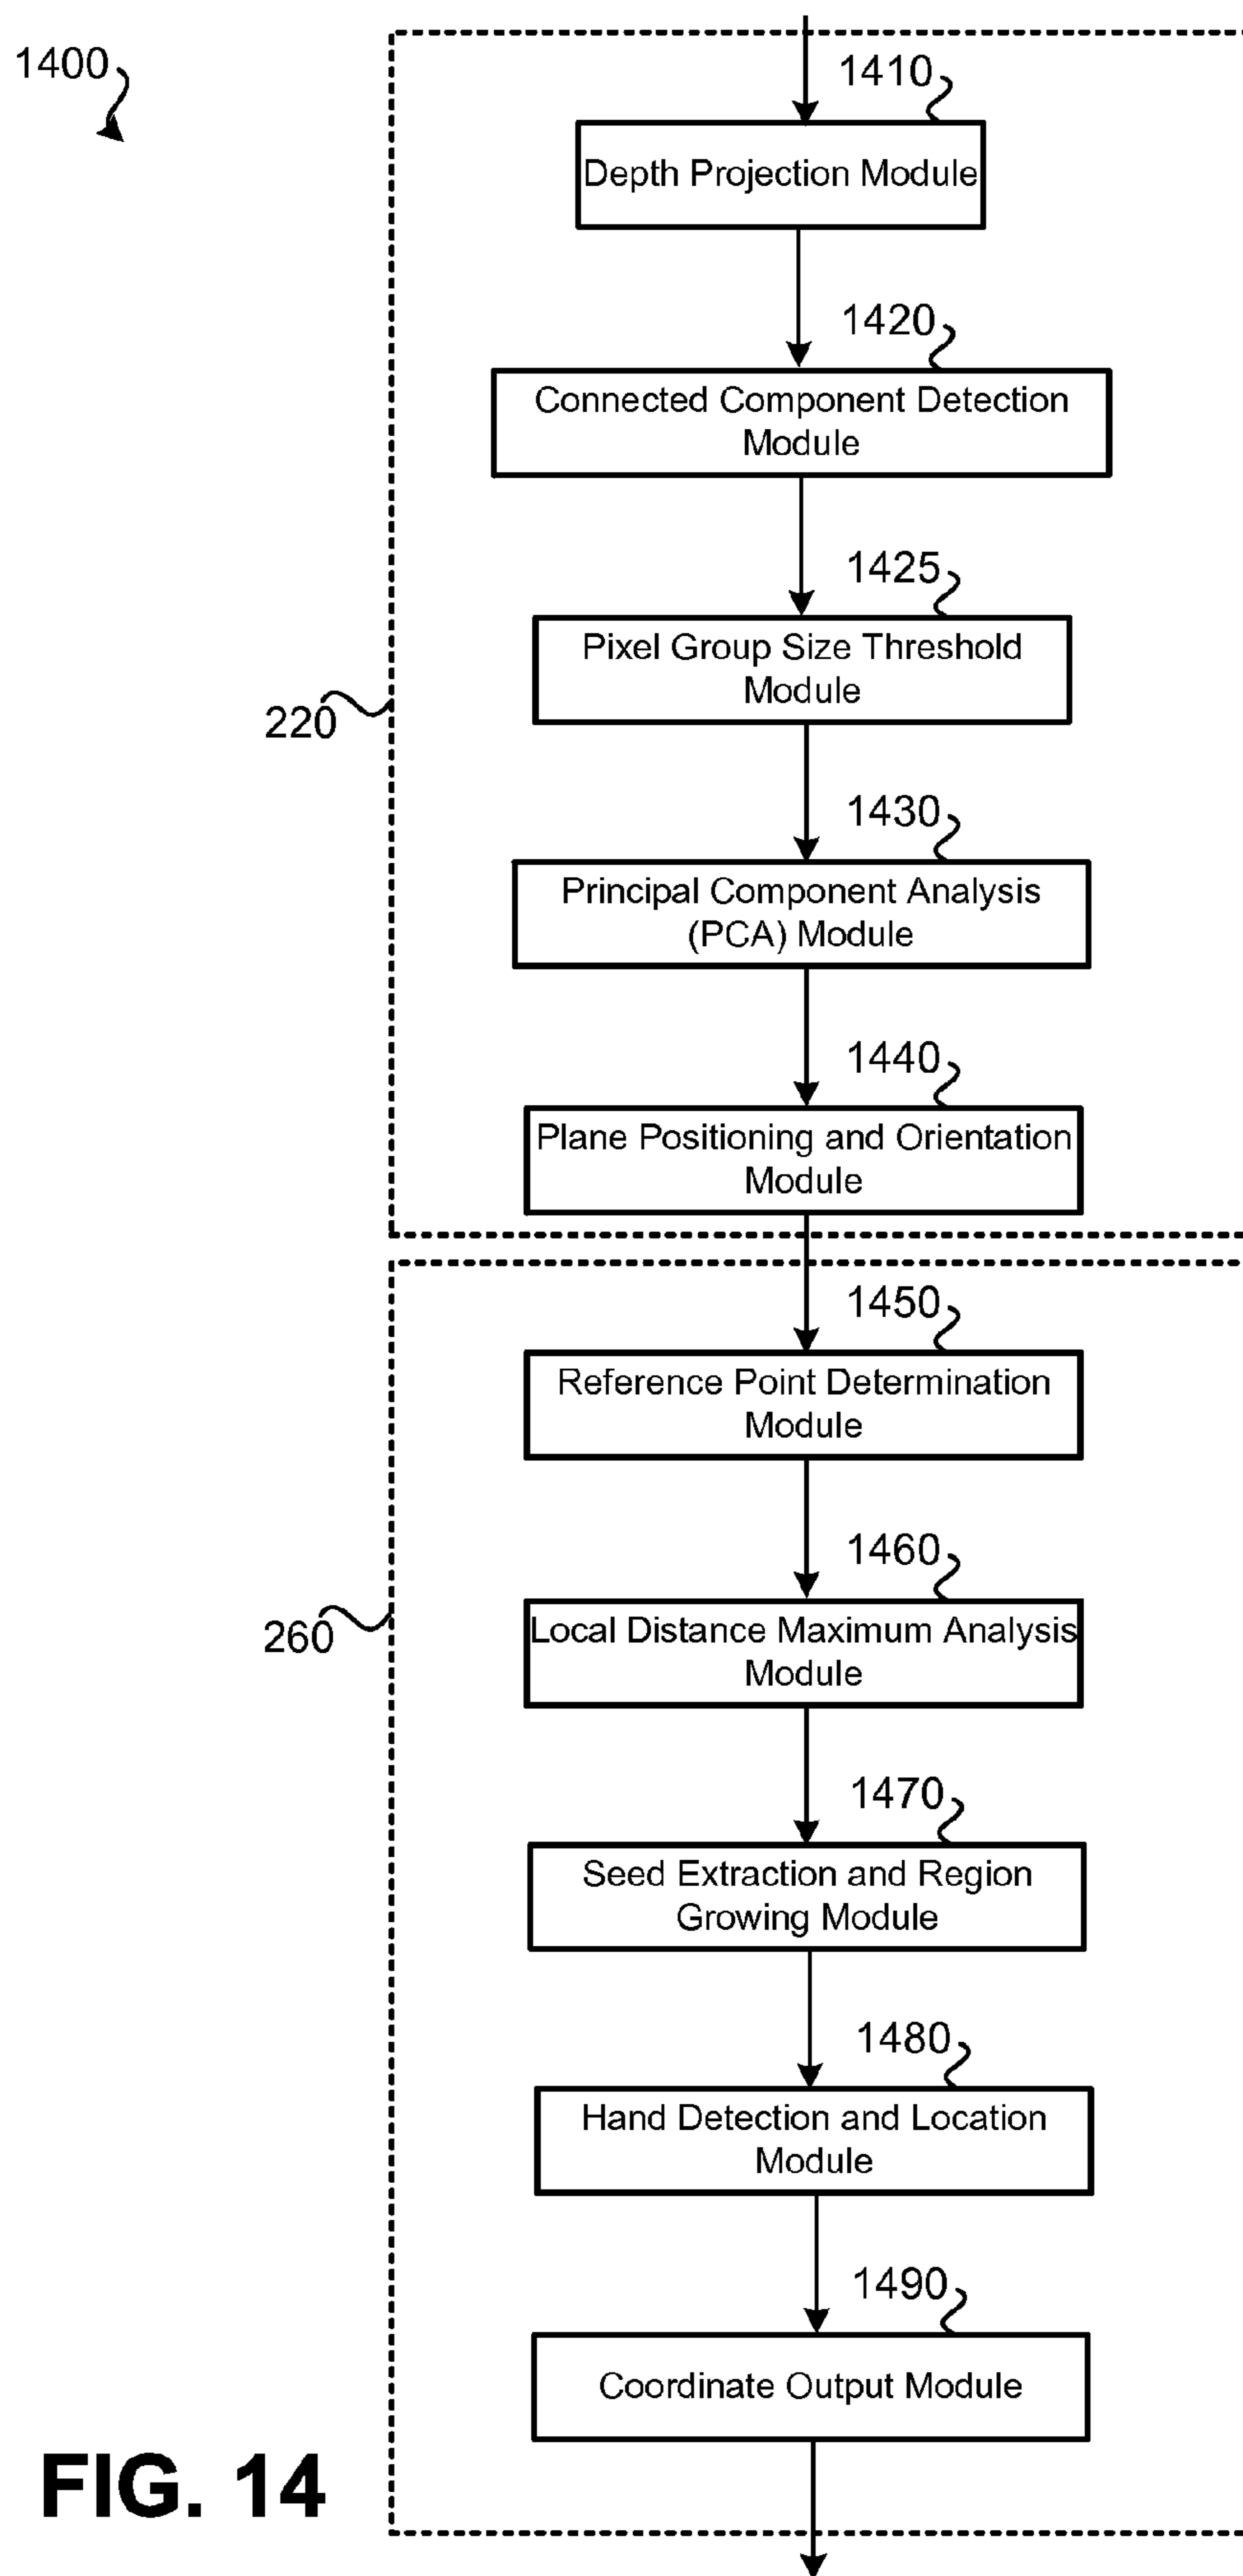 1400
1410
Depth Projection Module
1420
Connected Component Detection
Module
1425
Pixel Group Size Threshold
Module
220
1430
Principal Component Analysis
(PCA) Module
1440
Plane Positioning and Orientation
Module
1450
Reference Point Determination
Module
1460
260
Local Distance Maximum Analysis
Module
1470
Seed Extraction and Region
Growing Module
1480
Hand Detection and Location
Module
1490
Coordinate Output Module
FIG. 14